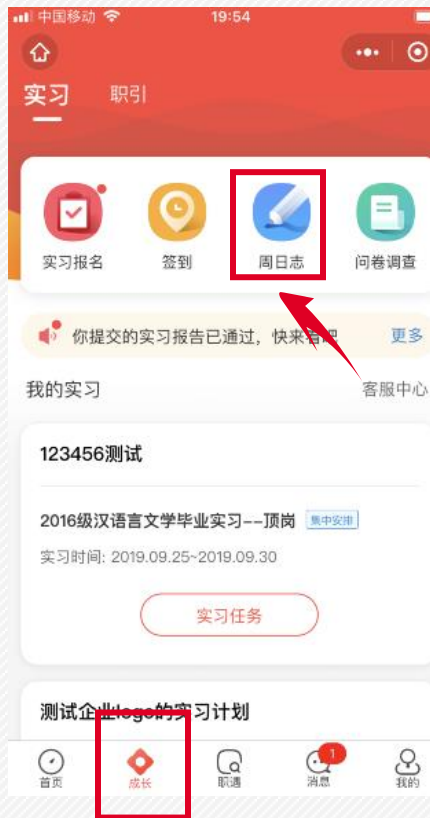 中国移动 19:54
实习 职引
实习报名 签到 周日志 问卷调查
你提交的实习报告已通过，快来看吧 更多
我的实习 客服中心
123456测试
2016级汉语言文学毕业实习--顶岗 集中安排
实习时间: 2019.09.25~2019.09.30
实习任务
测试企业logo的实习计划
1
首页 成长 职遇 消息 我的